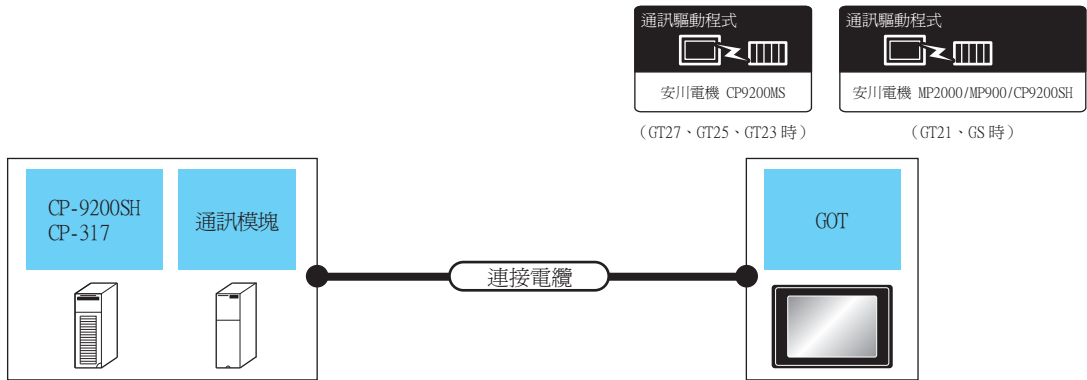 通訊驅動程式
安川電機 CP9200MS
(GT27、GT25、GT23 時)
通訊驅動程式
安川電機 MP2000/MP900/CP9200SH
(GT21、GS 時)
CP-9200SH
CP-317
通訊模塊
連接電纜
GOT